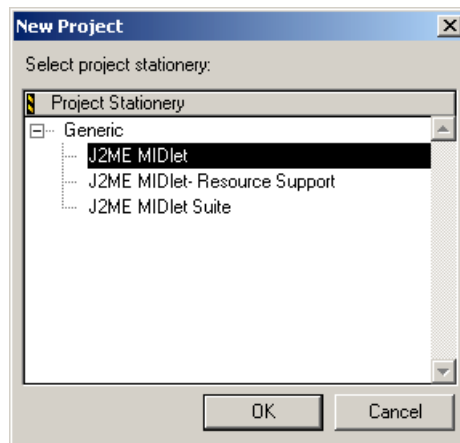 New Project
Select project stationery:
Project Stationery
Generic
J2ME MIDlet
J2ME MIDlet- Resource Support
J2ME MIDlet Suite
OK Cancel